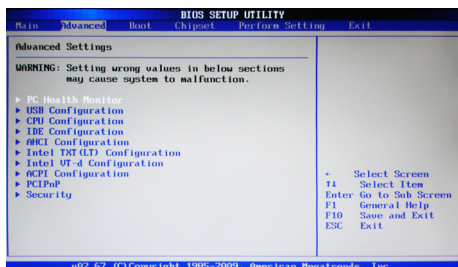 BIOS SETUP UTILITY
Main Advanced Boot Chipset Perform Setting Exit
Advanced Settings
WARNING: Setting wrong values in below sections
may cause system to malfunction.
▶ PC Health Monitor
▶ USB Configuration
▶ CPU Configuration
▶ IDE Configuration
▶ AHCI Configuration
▶ Intel TXT(LT) Configuration
▶ Intel VT-d Configuration
▶ ACPI Configuration
▶ PCIPnP
▶ Security
← Select Screen
↑↓ Select Item
Enter Go to Sub Screen
F1 General Help
F10 Save and Exit
ESC Exit
v02.67 (C)Copyright 1985-2009, American Megatrends, Inc.